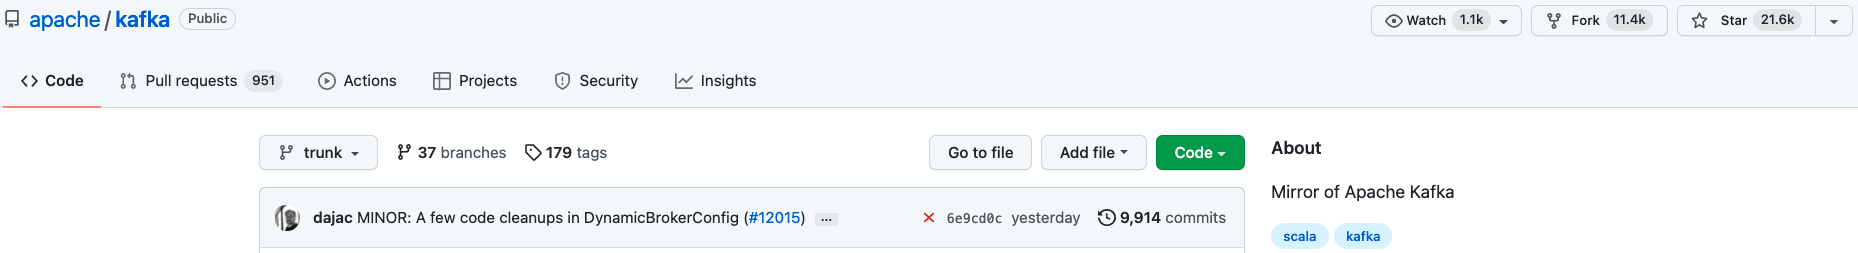 apache / kafka Public Watch 1.1k Fork 11.4k Star 21.6k
Code Pull requests 951 Actions Projects Security Insights
trunk 37 branches 179 tags Go to file Add file Code About
Mirror of Apache Kafka
dajac MINOR: A few code cleanups in DynamicBrokerConfig (#12015) ... 6e9cd0c yesterday 9,914 commits
scala kafka